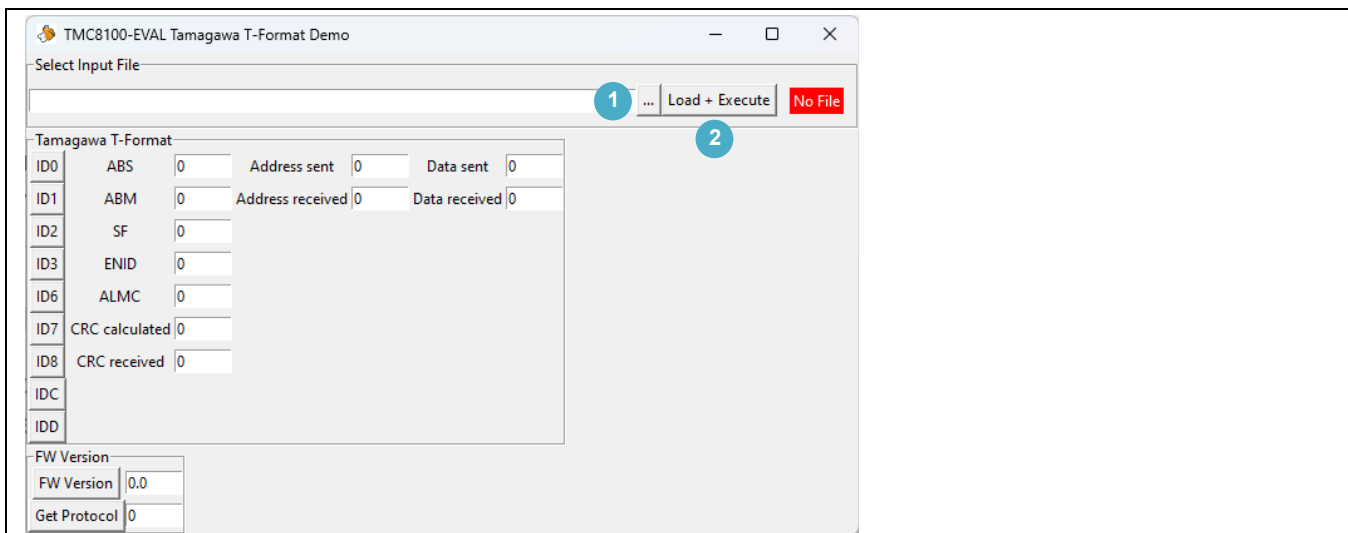 TMC8100-EVAL Tamagawa T-Format Demo
Select Input File
1 ... Load + Execute No File
2
Tamagawa T-Format
ID0 ABS 0 Address sent 0 Data sent 0
ID1 ABM 0 Address received 0 Data received 0
ID2 SF 0
ID3 ENID 0
ID6 ALMC 0
ID7 CRC calculated 0
ID8 CRC received 0
IDC
IDD
FW Version
FW Version 0.0
Get Protocol 0